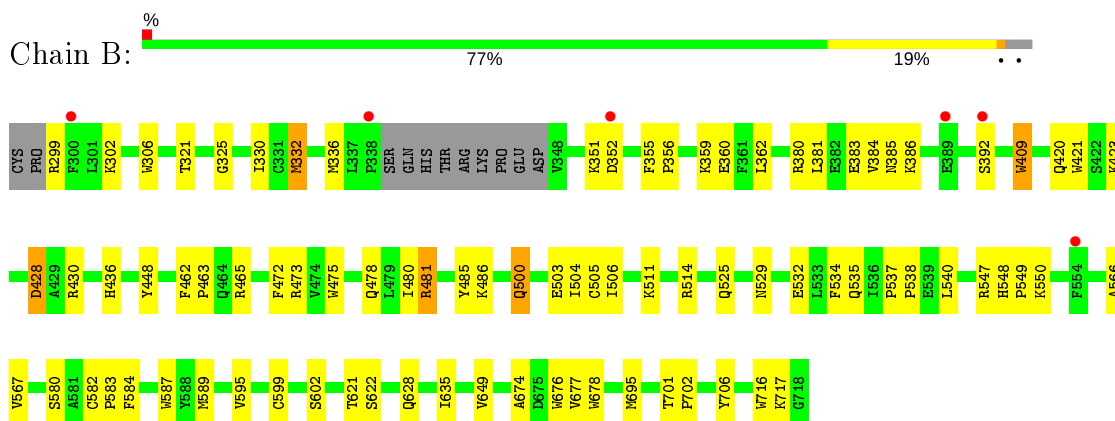 %
Chain B:
77%
19%
CYS PRO R299 F300 L301 K302 W306 T321 G325 I330 C331 M332 M336 L337 P338 SER GLN HIS THR ARG LYS PRO GLU ASP V348 K351 D352 F355 P356 K359 E360 F361 L362 R380 L381 E382 E383 V384 N385 K386 E389 S392 W409 Q420 W421 S422 K423
D428 A429 R430 H436 Y448 F462 P463 Q464 R465 F472 R473 V474 W475 Q478 L479 I480 R481 Y485 K486 Q500 E503 I504 C505 I506 K511 R514 Q525 N529 E532 L533 F534 Q535 I536 P537 P538 E539 L540 R547 H548 P549 K550 F554 A566
V567 S580 A581 C582 P583 F584 W587 Y588 M589 V595 C599 S602 T621 S622 Q628 I635 V649 A674 D675 W676 V677 W678 M695 T701 P702 Y706 W716 K717 G718